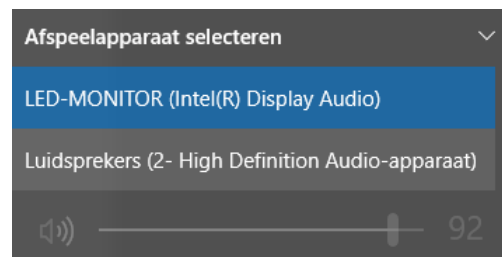 Afspeelapparaat selecteren
LED-MONITOR (Intel(R) Display Audio)
Luidsprekers (2- High Definition Audio-apparaat)
92